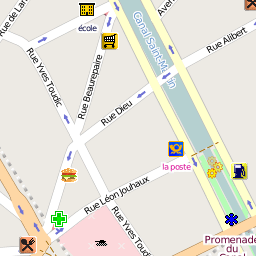 Rue de Lan
école
Ave
Canal Saint-Martin
Rue Beaurepaire
Rue Albert
Rue Yves Toudic
Rue Dieu
la poste
Rue Léon Jouhaux
Rue Yves Toudic
Promenade
du